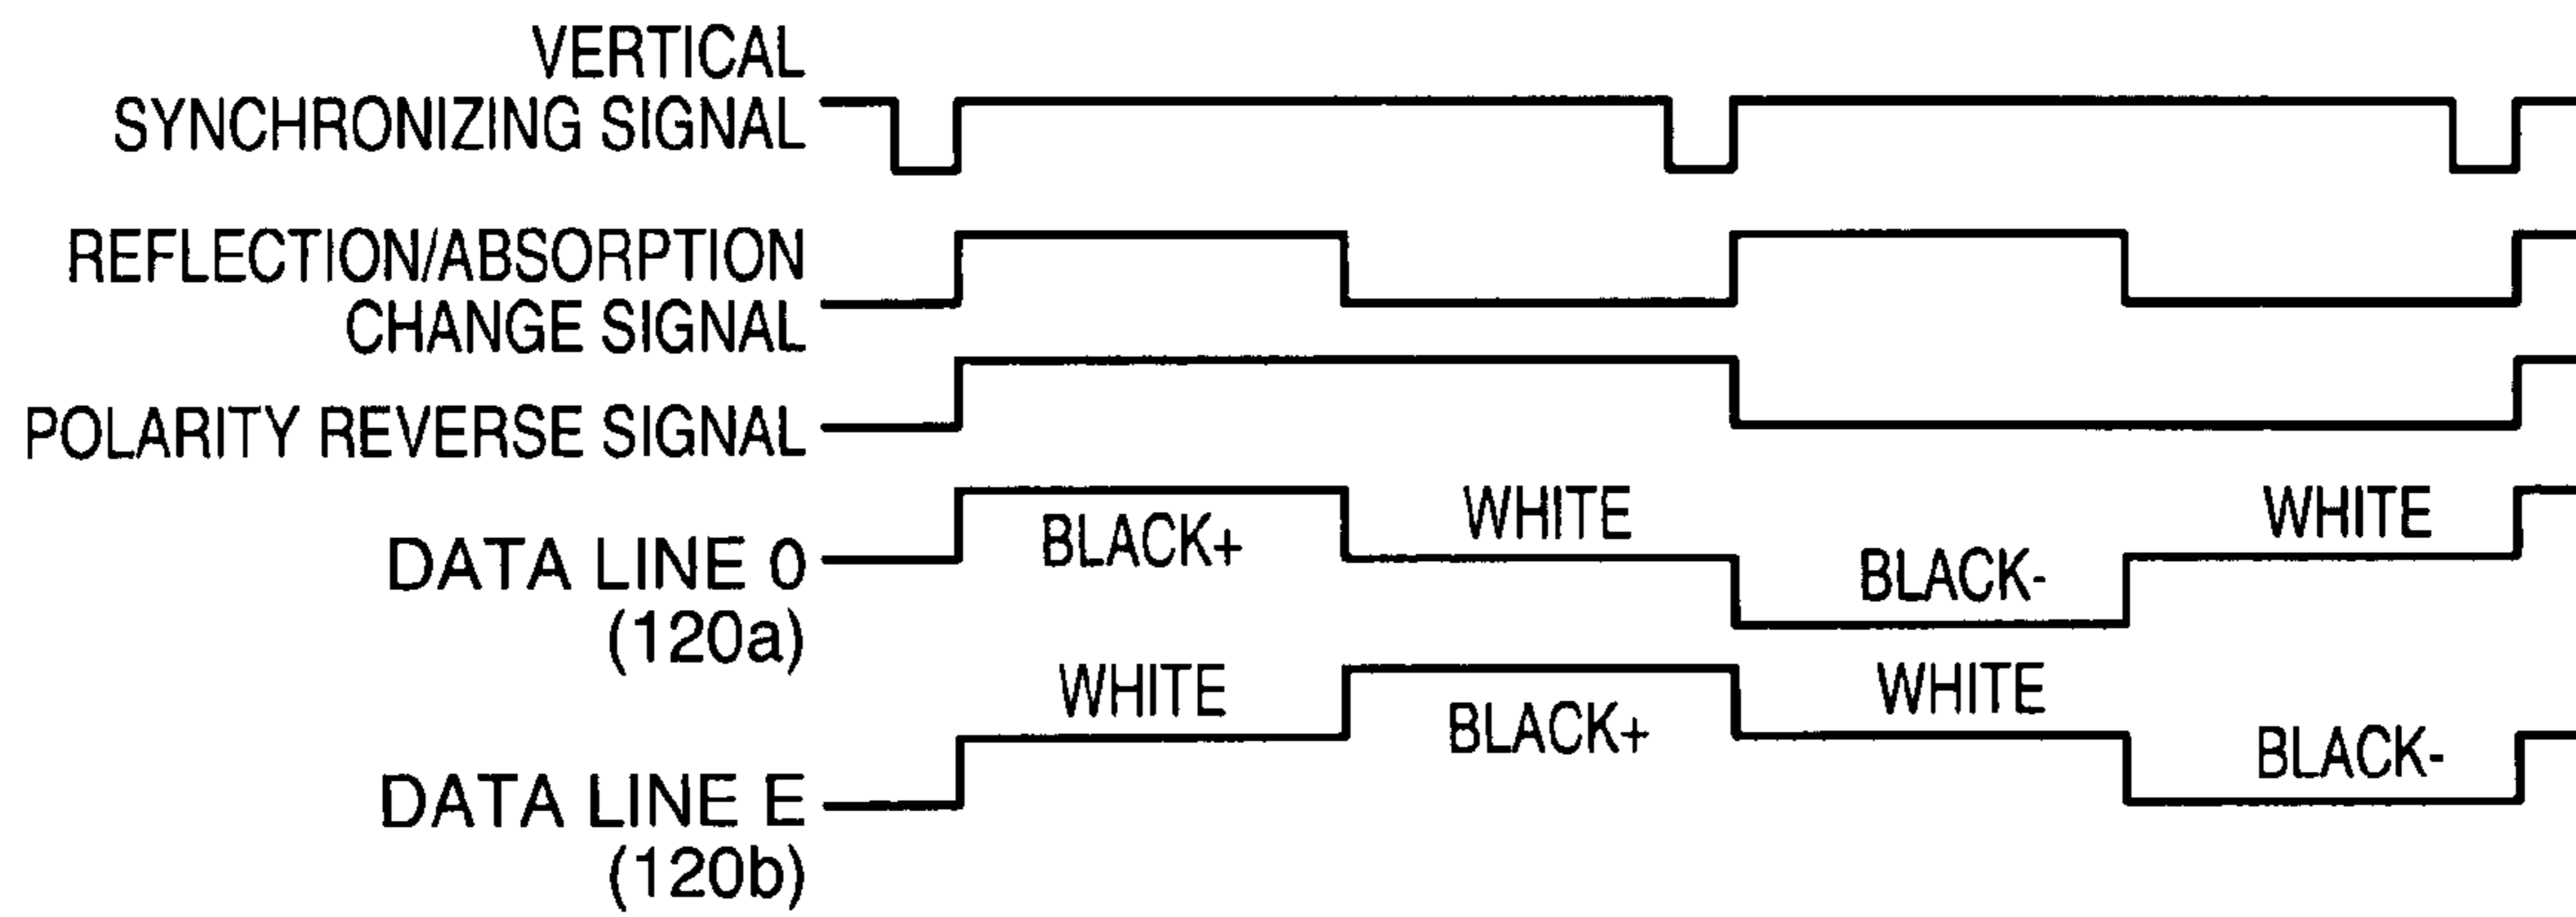 VERTICAL
SYNCHRONIZING SIGNAL
REFLECTION/ABSORPTION
CHANGE SIGNAL
POLARITY REVERSE SIGNAL
DATA LINE 0
(120a)
BLACK+
WHITE
BLACK-
WHITE
DATA LINE E
(120b)
WHITE
BLACK+
WHITE
BLACK-